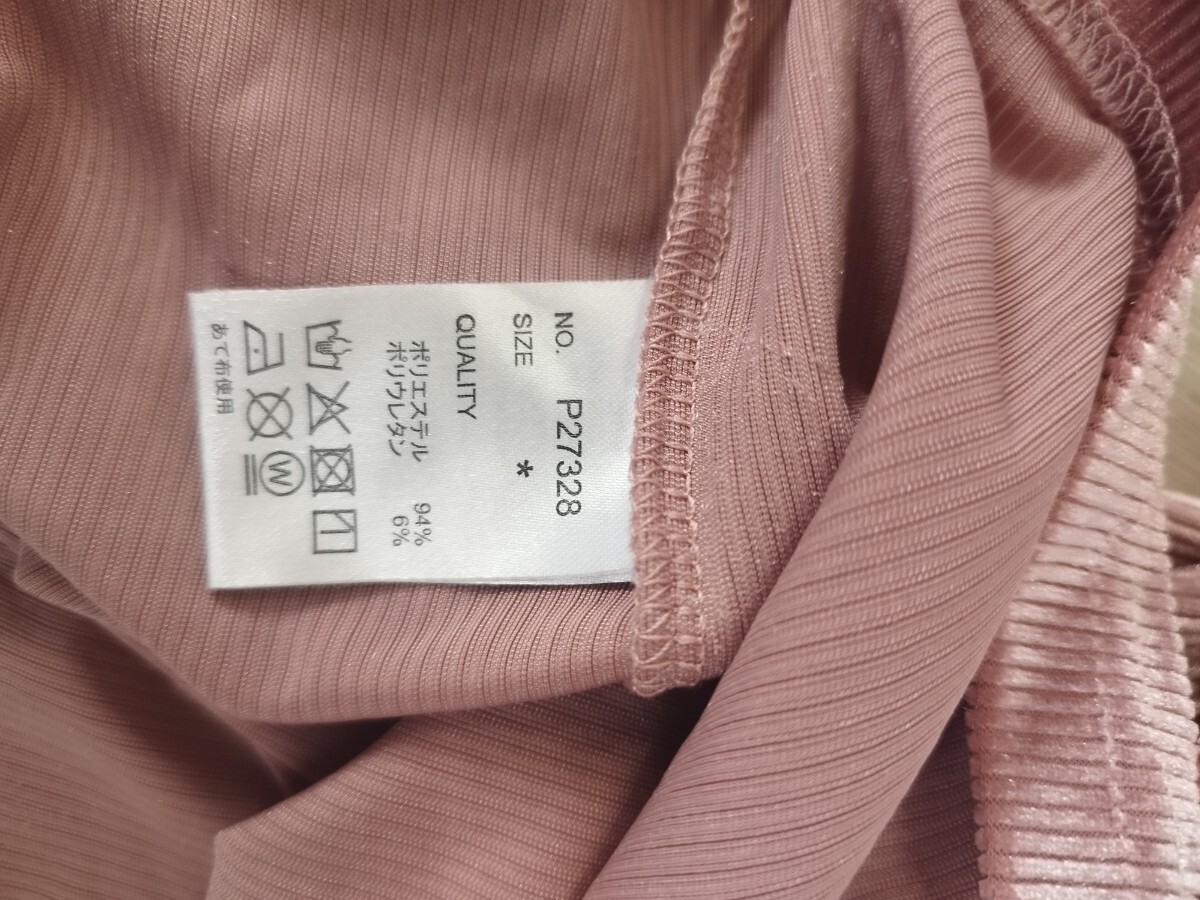 NO. P27328
SIZE *
QUALITY
ポリエステル 94%
ポリウレタン 6%
W
あて布使用